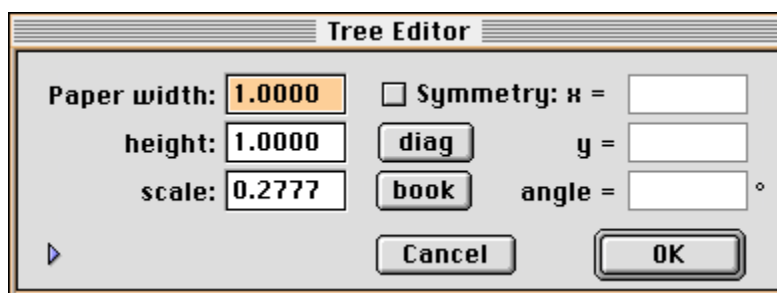 Tree Editor
Paper width: 1.0000 Symmetry: x =
height: 1.0000 diag y =
scale: 0.2777 book angle = °
Cancel OK